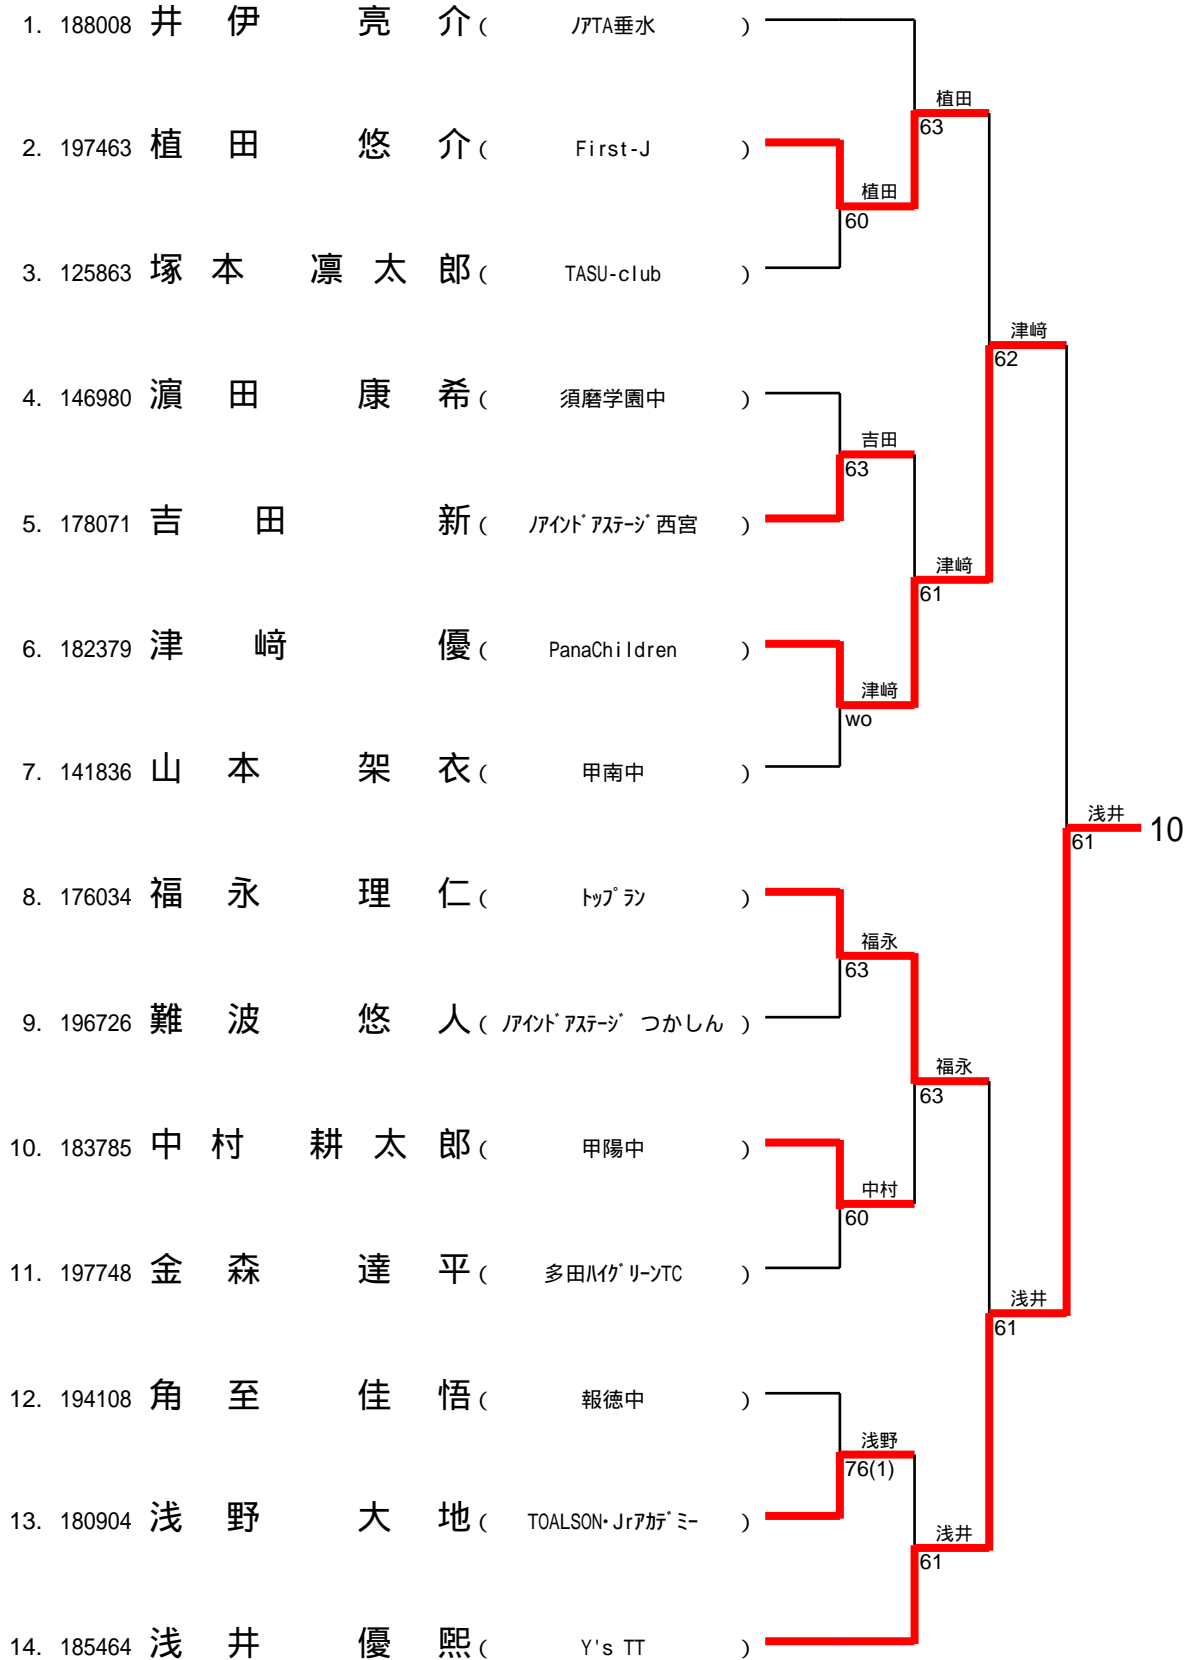 1. 188008 井 伊 亮 介 ( ノアTA垂水 )
植田
63
2. 197463 植 田 悠 介 ( First-J )
植田
60
3. 125863 塚 本 凛 太 郎 ( TASU-club )
津﨑
62
4. 146980 濵 田 康 希 ( 須磨学園中 )
吉田
63
5. 178071 吉 田 新 ( ノアインドアステージ西宮 )
津﨑
61
6. 182379 津 﨑 優 ( PanaChildren )
津﨑
wo
7. 141836 山 本 架 衣 ( 甲南中 )
浅井
61 10
8. 176034 福 永 理 仁 ( トップラン )
福永
63
9. 196726 難 波 悠 人 ( ノアインドアステージ つかしん )
福永
63
10. 183785 中 村 耕 太 郎 ( 甲陽中 )
中村
60
11. 197748 金 森 達 平 ( 多田ハイグリーンTC )
浅井
61
12. 194108 角 至 佳 悟 ( 報徳中 )
浅野
76(1)
13. 180904 浅 野 大 地 ( TOALSON・Jrアカデミー )
浅井
61
14. 185464 浅 井 優 熙 ( Y's TT )